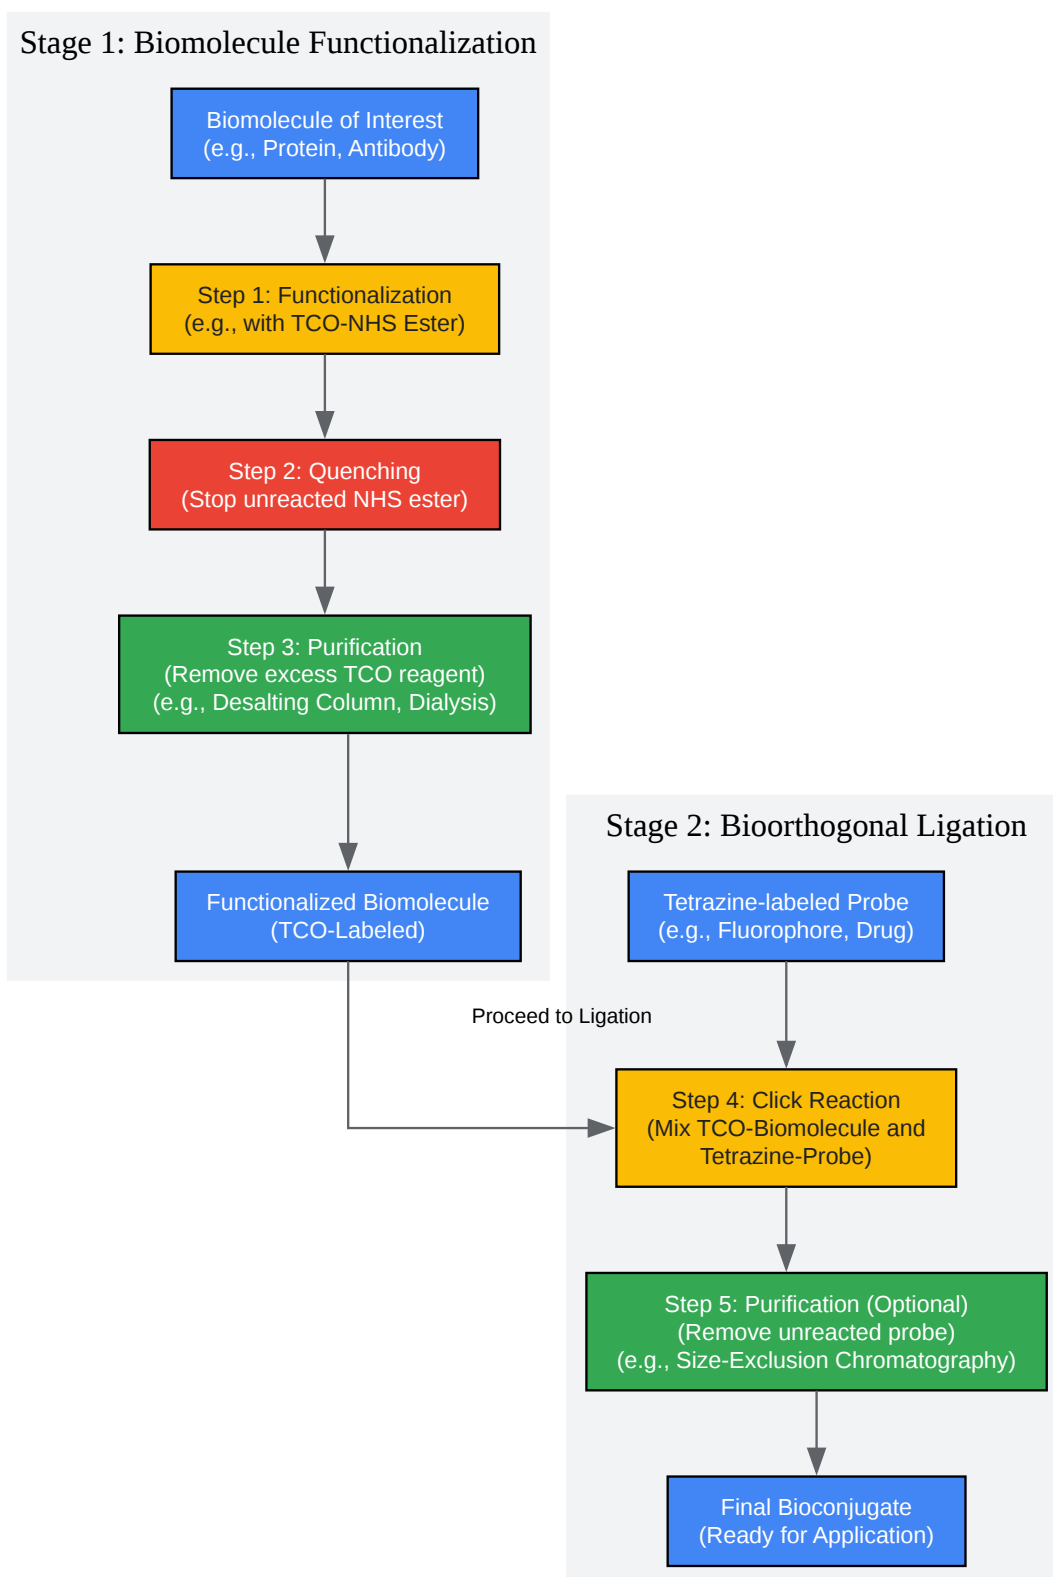 Stage 1: Biomolecule Functionalization
Biomolecule of Interest
(e.g., Protein, Antibody)
Step 1: Functionalization
(e.g., with TCO-NHS Ester)
Step 2: Quenching
(Stop unreacted NHS ester)
Step 3: Purification
(Remove excess TCO reagent)
(e.g., Desalting Column, Dialysis)
Functionalized Biomolecule
(TCO-Labeled)
Stage 2: Bioorthogonal Ligation
Tetrazine-labeled Probe
(e.g., Fluorophore, Drug)
Proceed to Ligation
Step 4: Click Reaction
(Mix TCO-Biomolecule and
Tetrazine-Probe)
Step 5: Purification (Optional)
(Remove unreacted probe)
(e.g., Size-Exclusion Chromatography)
Final Bioconjugate
(Ready for Application)